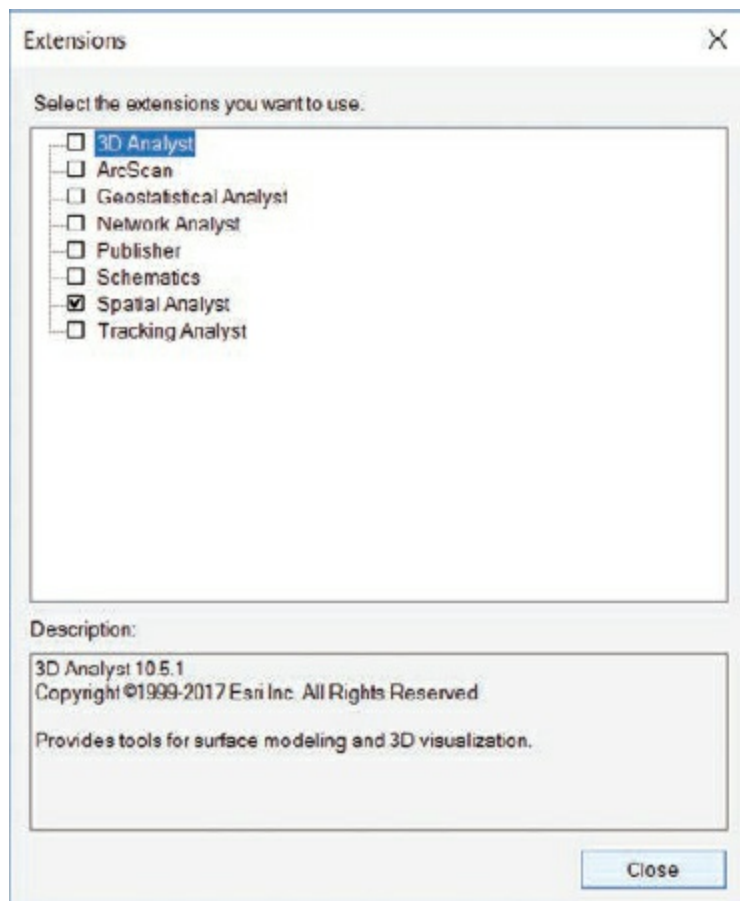 Extensions
Select the extensions you want to use.
3D Analyst
ArcScan
Geostatistical Analyst
Network Analyst
Publisher
Schematics
Spatial Analyst
Tracking Analyst
Description:
3D Analyst 10.5.1
Copyright ©1999-2017 Esri Inc. All Rights Reserved
Provides tools for surface modeling and 3D visualization.
Close